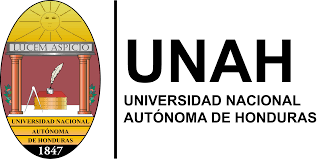 LUCEM ASPICIO
UNIVERSIDAD NACIONAL
AUTÓNOMA
DE HONDURAS
1847
UNAH
UNIVERSIDAD NACIONAL
AUTÓNOMA DE HONDURAS